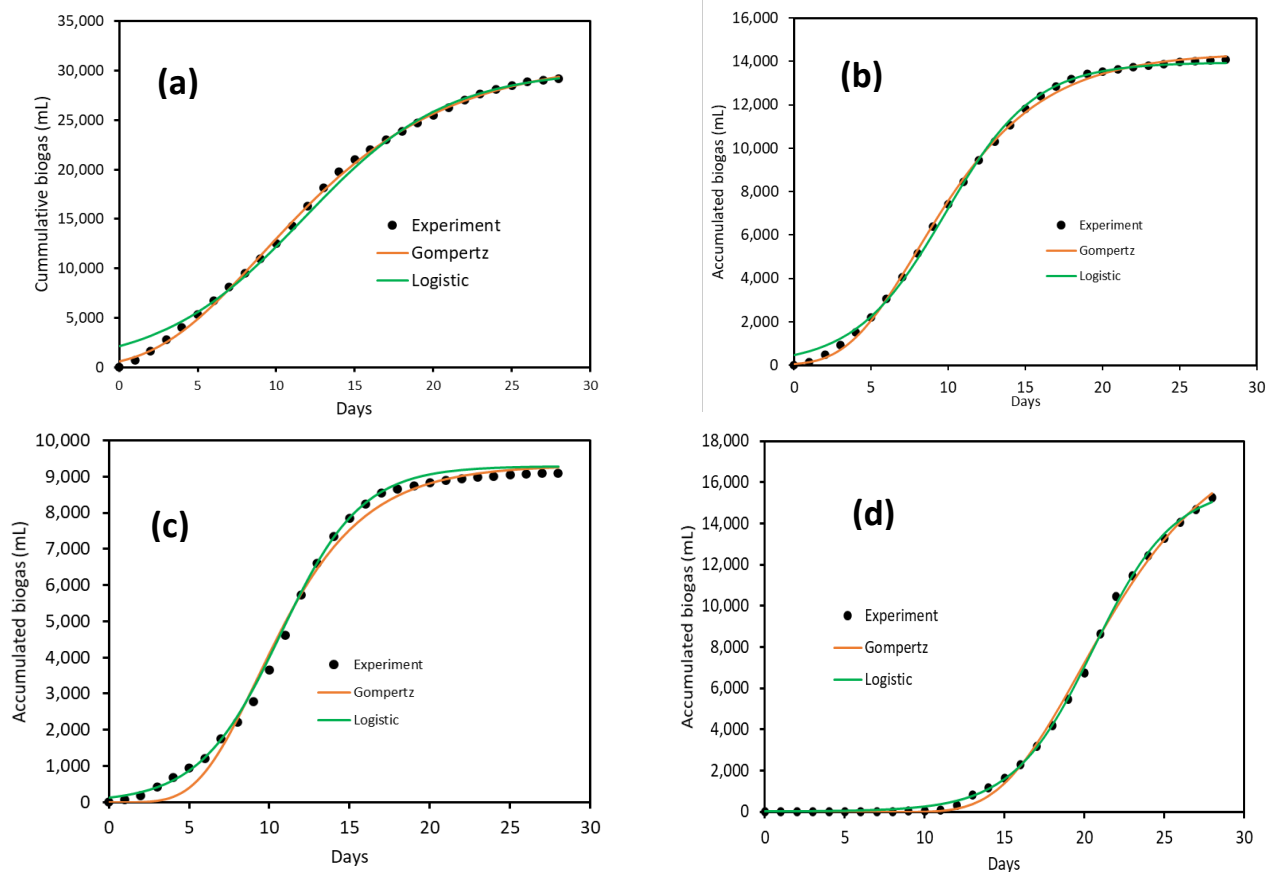 (a)
Cummulative biogas (mL)
35,000
30,000
25,000
20,000
15,000
10,000
5,000
0
Experiment
Gompertz
Logistic
0 5 10 15 20 25 30
Days
(b)
Accumulated biogas (mL)
16,000
14,000
12,000
10,000
8,000
6,000
4,000
2,000
0
Experiment
Gompertz
Logistic
0 5 10 15 20 25 30
Days
(c)
Accumulated biogas (mL)
10,000
9,000
8,000
7,000
6,000
5,000
4,000
3,000
2,000
1,000
0
Experiment
Gompertz
Logistic
0 5 10 15 20 25 30
Days
(d)
Accumulated biogas (mL)
18,000
16,000
14,000
12,000
10,000
8,000
6,000
4,000
2,000
0
Experiment
Gompertz
Logistic
0 5 10 15 20 25 30
Days